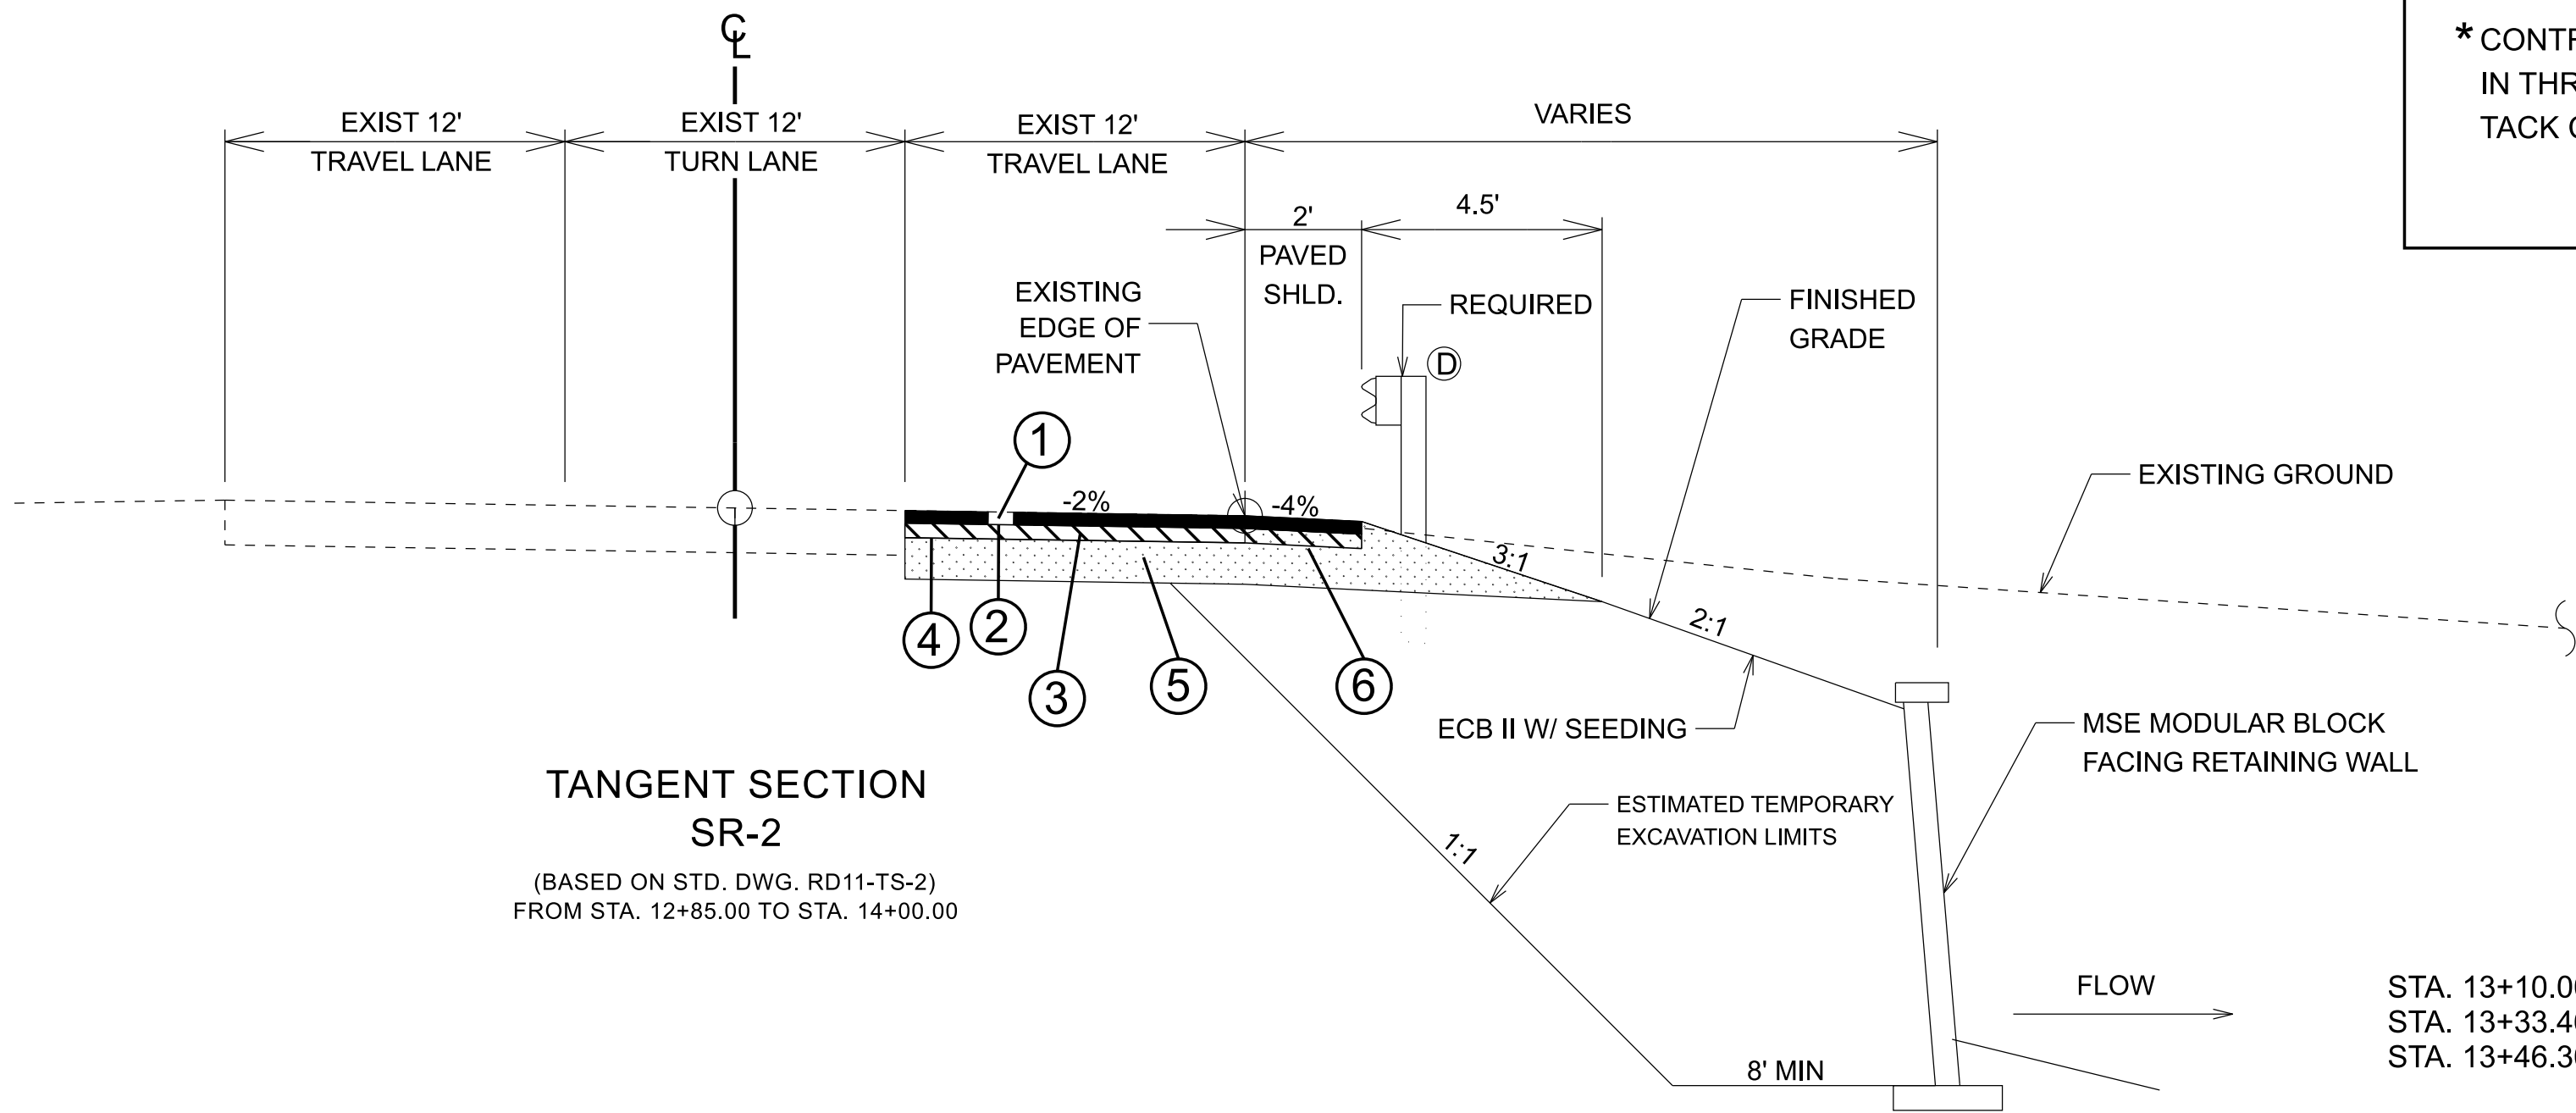 ℄
EXIST 12'
TRAVEL LANE
EXIST 12'
TURN LANE
EXIST 12'
TRAVEL LANE
VARIES
2'
PAVED
SHLD.
4.5'
EXISTING
EDGE OF
PAVEMENT
REQUIRED
D
FINISHED
GRADE
EXISTING GROUND
1
-2%
-4%
3:1
2:1
4
2
3
5
6
ECB II W/ SEEDING
MSE MODULAR BLOCK
FACING RETAINING WALL
ESTIMATED TEMPORARY
EXCAVATION LIMITS
1:1
8' MIN
FLOW
TANGENT SECTION
SR-2
(BASED ON STD. DWG. RD11-TS-2)
FROM STA. 12+85.00 TO STA. 14+00.00
*
IN
TACK
STA. 13+10.0
STA. 13+33.4
STA. 13+46.3